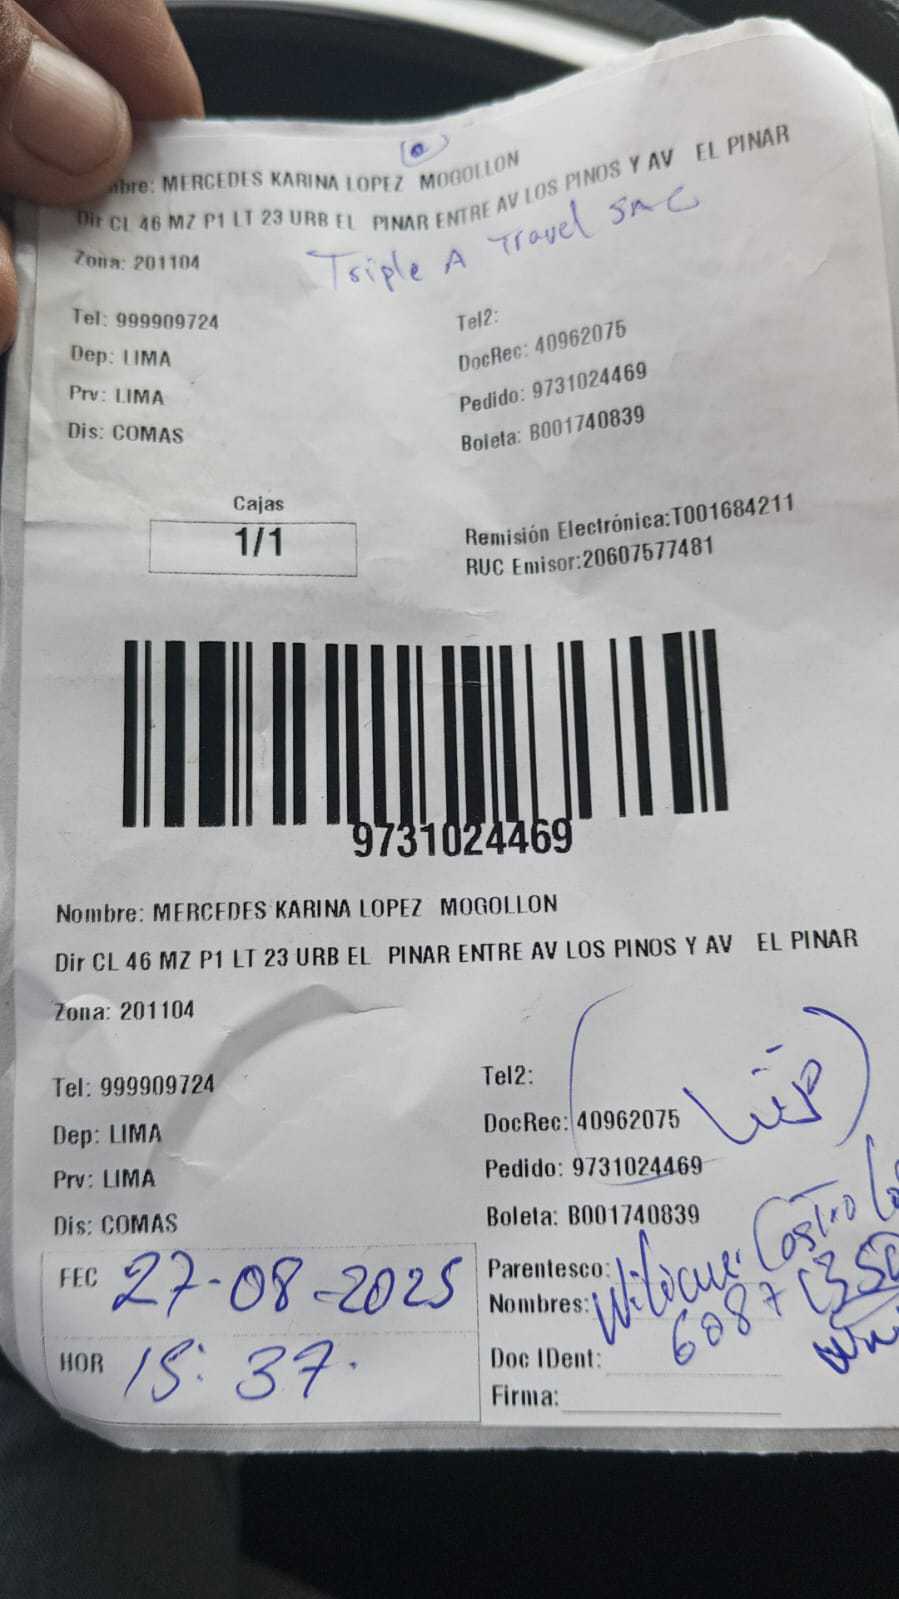 mbre: MERCEDES KARINA LOPEZ MOGOLLON
Dir CL 46 MZ P1 LT 23 URB EL PINAR ENTRE AV LOS PINOS Y AV EL PINAR
Triple A Travel SAC
Zona: 201104
Tel: 999909724 Tel2:
Dep: LIMA DocRec: 40962075
Prv: LIMA Pedido: 9731024469
Dis: COMAS Boleta: B001740839
Cajas
1/1
Remisión Electrónica:T001684211
RUC Emisor:20607577481
9731024469
Nombre: MERCEDES KARINA LOPEZ MOGOLLON
Dir CL 46 MZ P1 LT 23 URB EL PINAR ENTRE AV LOS PINOS Y AV EL PINAR
Zona: 201104
Tel: 999909724 Tel2:
Dep: LIMA DocRec: 40962075
Prv: LIMA Pedido: 9731024469
Dis: COMAS Boleta: B001740839
FEC 27-08-2025
HOR 15:37
Parentesco:
Nombres: Castro
Doc IDent:
Firma: